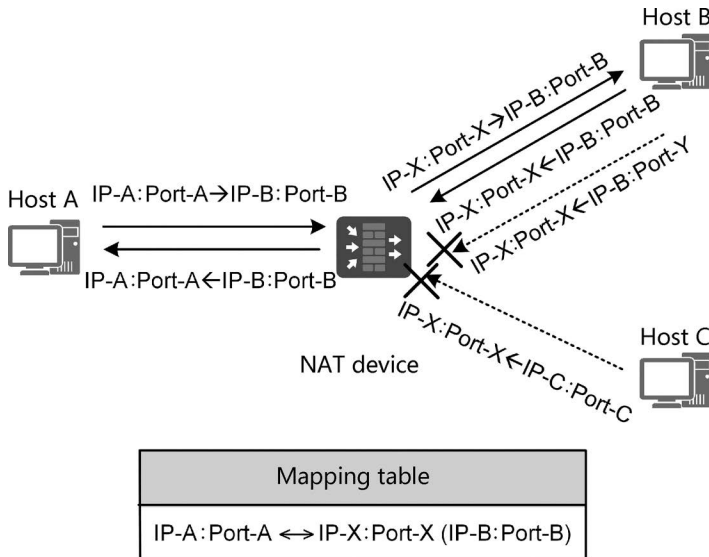 Host B
IP-X:Port-X→IP-B:Port-B
IP-X:Port-X←IP-B:Port-B
IP-X:Port-X←IP-B:Port-Y
Host A
IP-A:Port-A→IP-B:Port-B
IP-A:Port-A←IP-B:Port-B
NAT device
IP-X:Port-X←IP-C:Port-C
Host C
Mapping table
IP-A:Port-A ↔ IP-X:Port-X (IP-B:Port-B)